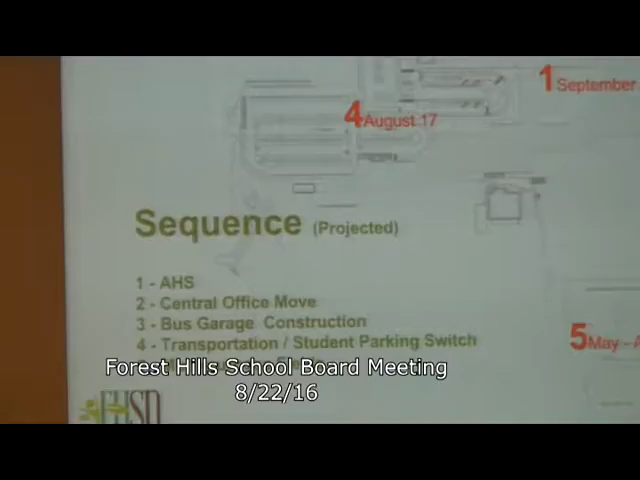 1 September
4 August 17
Sequence (Projected)
1 - AHS
2 - Central Office Move
3 - Bus Garage Construction
4 - Transportation / Student Parking Switch
5 May - A
Forest Hills School Board Meeting
8/22/16
FHSD